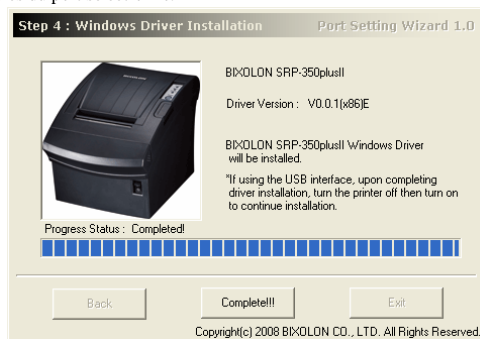 Step 4 : Windows Driver Installation
Port Setting Wizard 1.0
BIXOLON SRP-350plusII
Driver Version : V0.0.1(x86)E
BIXOLON SRP-350plusII Windows Driver
will be installed.
"If using the USB interface, upon completing
driver installation, turn the printer off then turn on
to continue installation.
Progress Status : Completed!
Back
Complete!!!
Exit
Copyright(c) 2008 BIXOLON CO., LTD. All Rights Reserved.